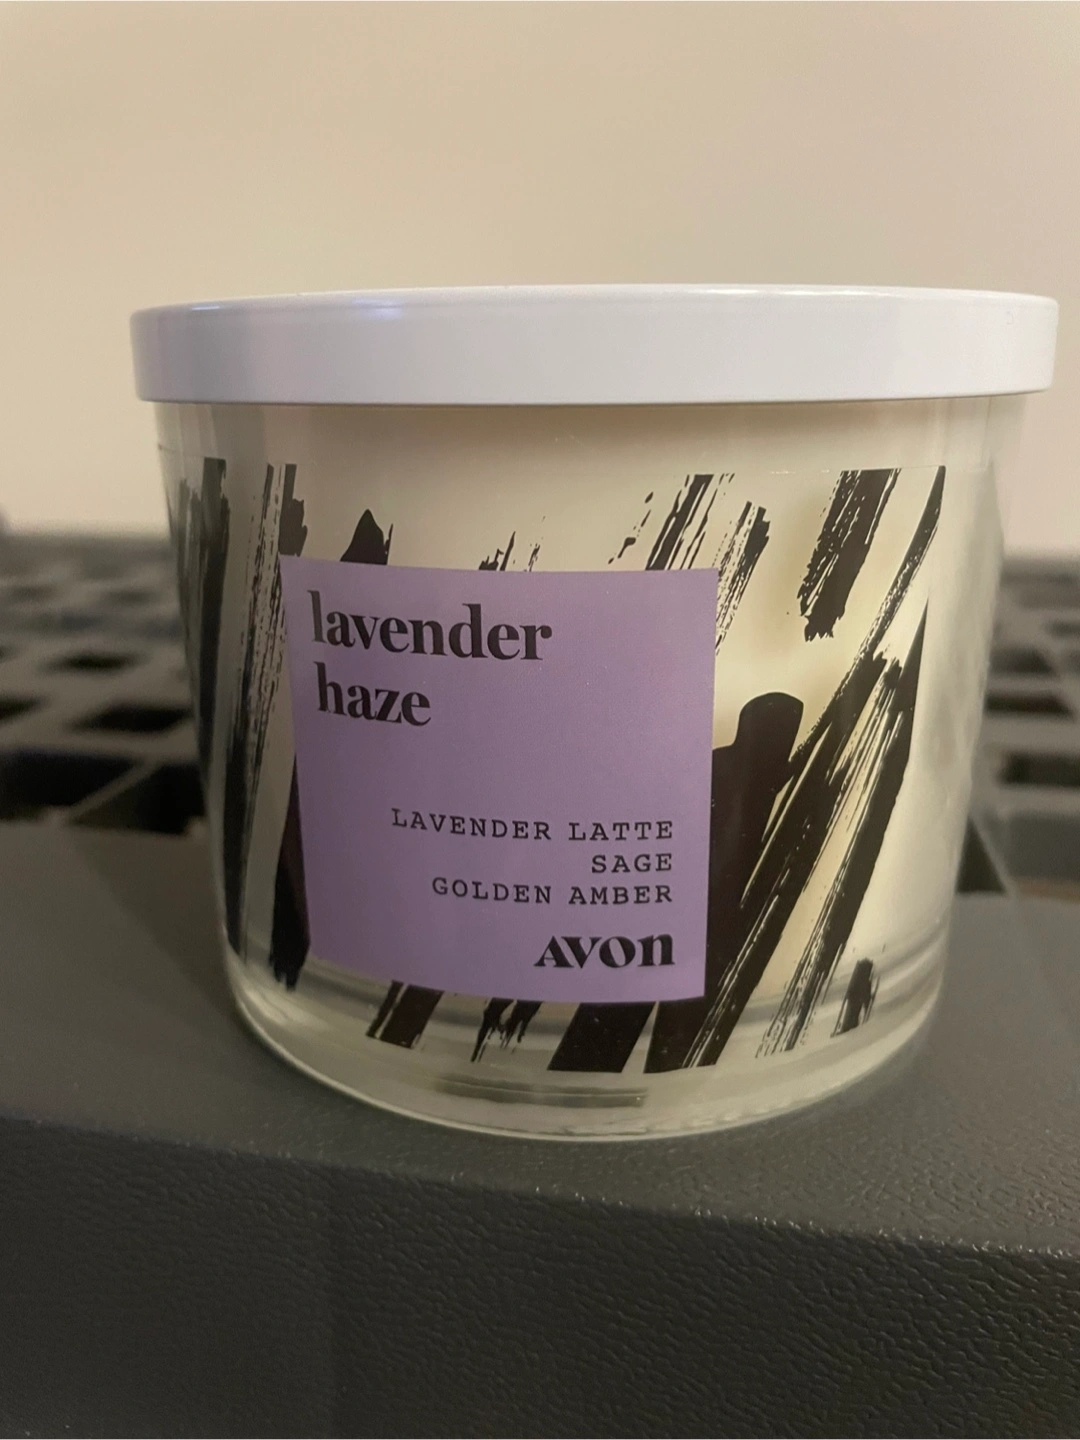 lavender
haze
LAVENDER LATTE
SAGE
GOLDEN AMBER
AVON